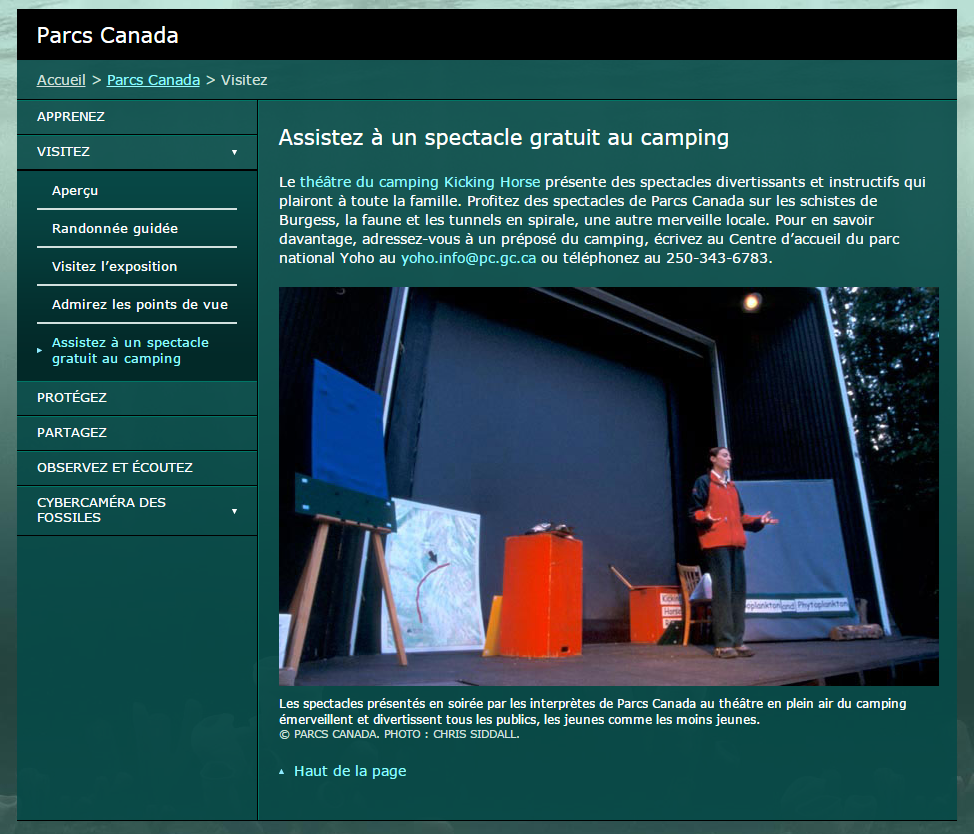 Parcs Canada
Accueil > Parcs Canada > Visitez
APPRENEZ
VISITEZ
Aperçu
Randonnée guidée
Visitez l’exposition
Admirez les points de vue
Assistez à un spectacle
gratuit au camping
PROTÉGEZ
PARTAGEZ
OBSERVEZ ET ÉCOUTEZ
CYBERCAMÉRA DES
FOSSILES
Assistez à un spectacle gratuit au camping
Le théâtre du camping Kicking Horse présente des spectacles divertissants et instructifs qui
plairont à toute la famille. Profitez des spectacles de Parcs Canada sur les schistes de
Burgess, la faune et les tunnels en spirale, une autre merveille locale. Pour en savoir
davantage, adressez-vous à un préposé du camping, écrivez au Centre d’accueil du parc
national Yoho au yoho.info@pc.gc.ca ou téléphonez au 250-343-6783.
Kicking
Horse
and Phytoplankton
Les spectacles présentés en soirée par les interprètes de Parcs Canada au théâtre en plein air du camping
émerveillent et divertissent tous les publics, les jeunes comme les moins jeunes.
© PARCS CANADA. PHOTO : CHRIS SIDDALL.
Haut de la page